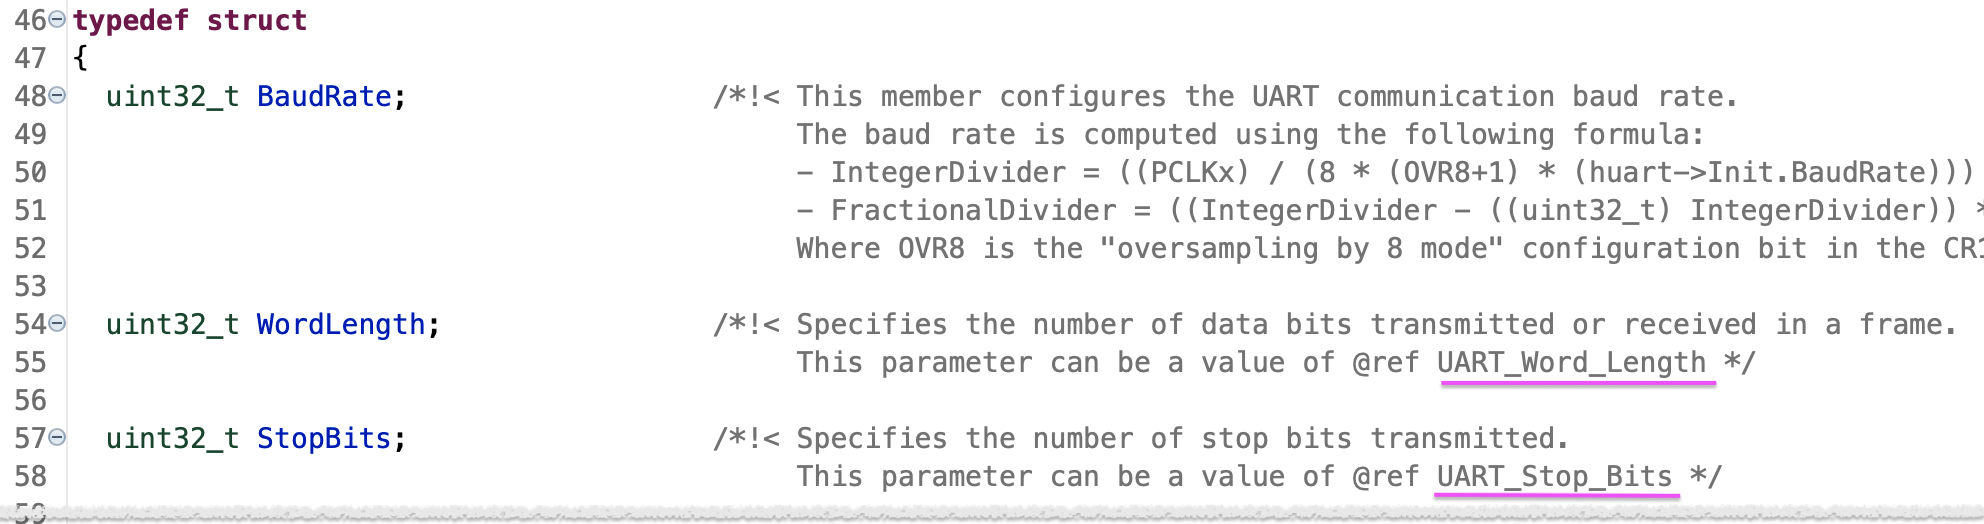 46 typedef struct
47 {
48 uint32_t BaudRate; /*!< This member configures the UART communication baud rate.
49 The baud rate is computed using the following formula:
50 - IntegerDivider = ((PCLKx) / (8 * (OVR8+1) * (huart->Init.BaudRate)))
51 - FractionalDivider = ((IntegerDivider - ((uint32_t) IntegerDivider)) *
52 Where OVR8 is the "oversampling by 8 mode" configuration bit in the CR1
53
54 uint32_t WordLength; /*!< Specifies the number of data bits transmitted or received in a frame.
55 This parameter can be a value of @ref UART_Word_Length */
56
57 uint32_t StopBits; /*!< Specifies the number of stop bits transmitted.
58 This parameter can be a value of @ref UART_Stop_Bits */
59